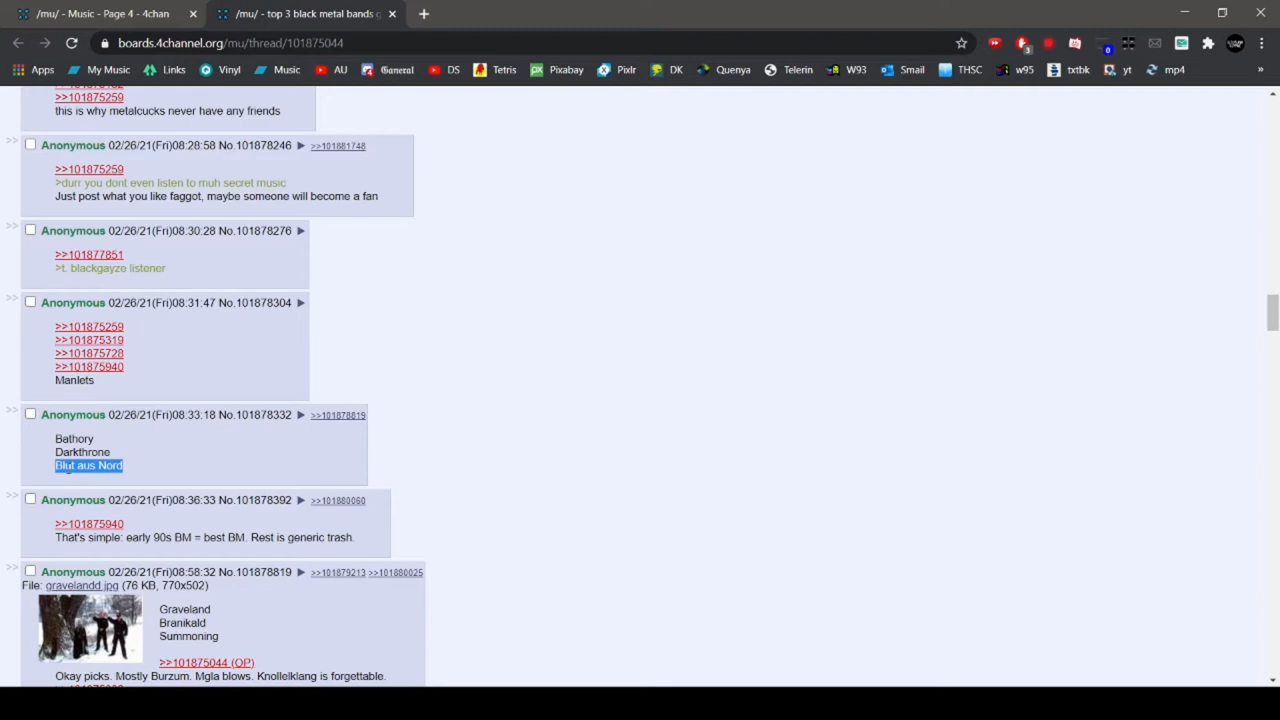 /mu/ - Music - Page 4 - 4chan
/mu/ - top 3 black metal bands g
boards.4channel.org/mu/thread/101875044
3
0
Apps
My Music
Links
Vinyl
Music
AU
General
DS
Tetris
px
Pixabay
Pixlr
DK
Quenya
Telerin
W93
Smail
THSC
w95
txtbk
yt
mp4
»
>>101875259
this is why metalcucks never have any friends
>> Anonymous 02/26/21(Fri)08:28:58 No.101878246 ▶ >>101881748
>>101875259
>durr you dont even listen to muh secret music
Just post what you like faggot, maybe someone will become a fan
>> Anonymous 02/26/21(Fri)08:30:28 No.101878276 ▶
>>101877851
>t. blackgayze listener
>> Anonymous 02/26/21(Fri)08:31:47 No.101878304 ▶
>>101875259
>>101875319
>>101875728
>>101875940
Manlets
>> Anonymous 02/26/21(Fri)08:33:18 No.101878332 ▶ >>101878819
Bathory
Darkthrone
Blut aus Nord
>> Anonymous 02/26/21(Fri)08:36:33 No.101878392 ▶ >>101880060
>>101875940
That's simple: early 90s BM = best BM. Rest is generic trash.
>> Anonymous 02/26/21(Fri)08:58:32 No.101878819 ▶ >>101879213 >>101880025
File: gravelandd.jpg (76 KB, 770x502)
Graveland
Branikald
Summoning
>>101875044 (OP)
Okay picks. Mostly Burzum. Mgla blows. Knollelklang is forgettable.